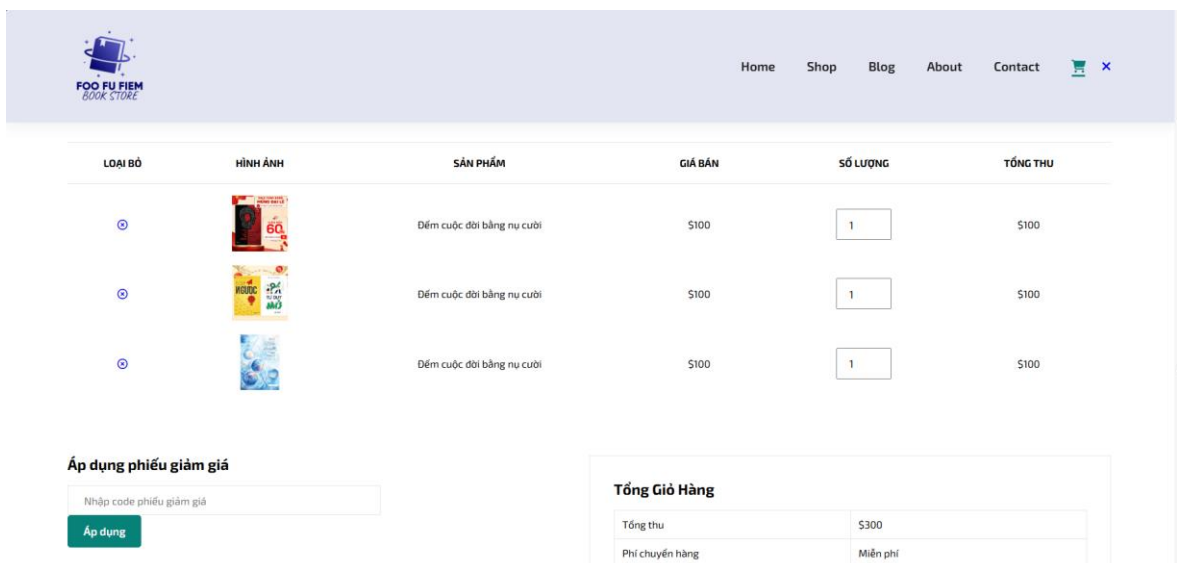 FOO FU FIEM
BOOK STORE
Home Shop Blog About Contact
LOẠI BỎ HÌNH ẢNH SẢN PHẨM GIÁ BÁN SỐ LƯỢNG TỔNG THU
60
Đếm cuộc đời bằng nụ cười $100 1 $100
NGƯỢC
Đếm cuộc đời bằng nụ cười $100 1 $100
Đếm cuộc đời bằng nụ cười $100 1 $100
Áp dụng phiếu giảm giá
Nhập code phiếu giảm giá
Áp dụng
Tổng Giỏ Hàng
Tổng thu $300
Phí chuyển hàng Miễn phí